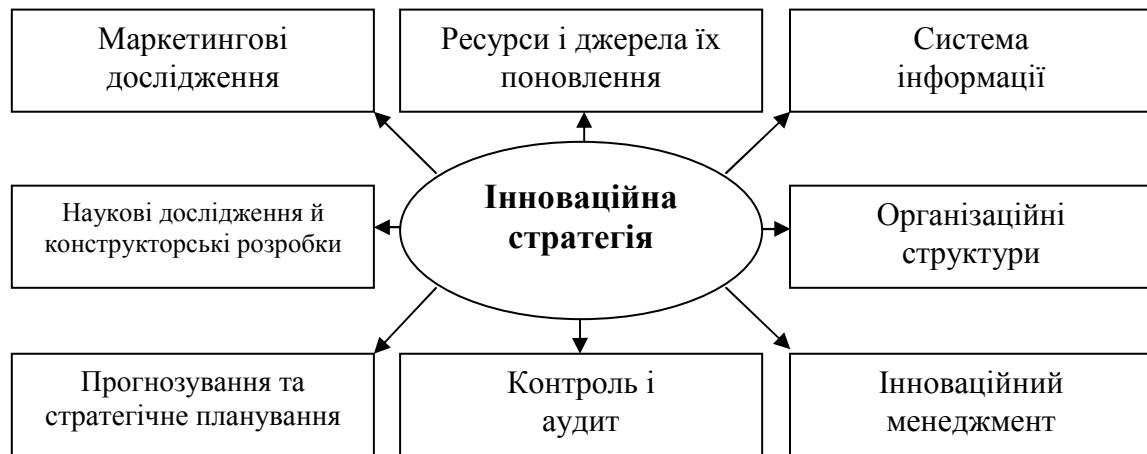 Маркетингові
дослідження
Ресурси і джерела їх
поновлення
Система
інформації
Наукові дослідження й
конструкторські розробки
Інноваційна
стратегія
Організаційні
структури
Прогнозування та
стратегічне планування
Контроль і
аудит
Інноваційний
менеджмент